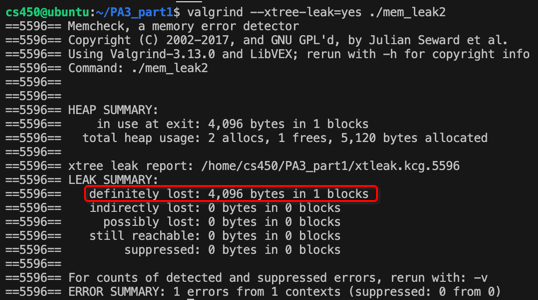 cs450@ubuntu:~/PA3_part1$ valgrind --xtree-leak=yes ./mem_leak2
==5596== Memcheck, a memory error detector
==5596== Copyright (C) 2002-2017, and GNU GPL'd, by Julian Seward et al.
==5596== Using Valgrind-3.13.0 and LibVEX; rerun with -h for copyright info
==5596== Command: ./mem_leak2
==5596==
==5596==
==5596== HEAP SUMMARY:
==5596==     in use at exit: 4,096 bytes in 1 blocks
==5596==   total heap usage: 2 allocs, 1 frees, 5,120 bytes allocated
==5596==
==5596== xtree leak report: /home/cs450/PA3_part1/xtleak.kcg.5596
==5596== LEAK SUMMARY:
==5596==    definitely lost: 4,096 bytes in 1 blocks
==5596==    indirectly lost: 0 bytes in 0 blocks
==5596==      possibly lost: 0 bytes in 0 blocks
==5596==    still reachable: 0 bytes in 0 blocks
==5596==         suppressed: 0 bytes in 0 blocks
==5596==
==5596== For counts of detected and suppressed errors, rerun with: -v
==5596== ERROR SUMMARY: 1 errors from 1 contexts (suppressed: 0 from 0)